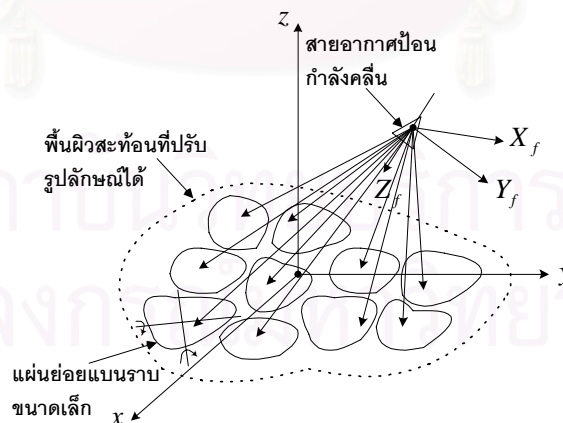 z
สายอากาศป้อน
กำลังคลื่น
พื้นผิวสะท้อนที่ปรับ
รูปลักษณ์ได้
X_f
Y_f
Z_f
y
แผ่นย่อยแบนราบ
ขนาดเล็ก
x